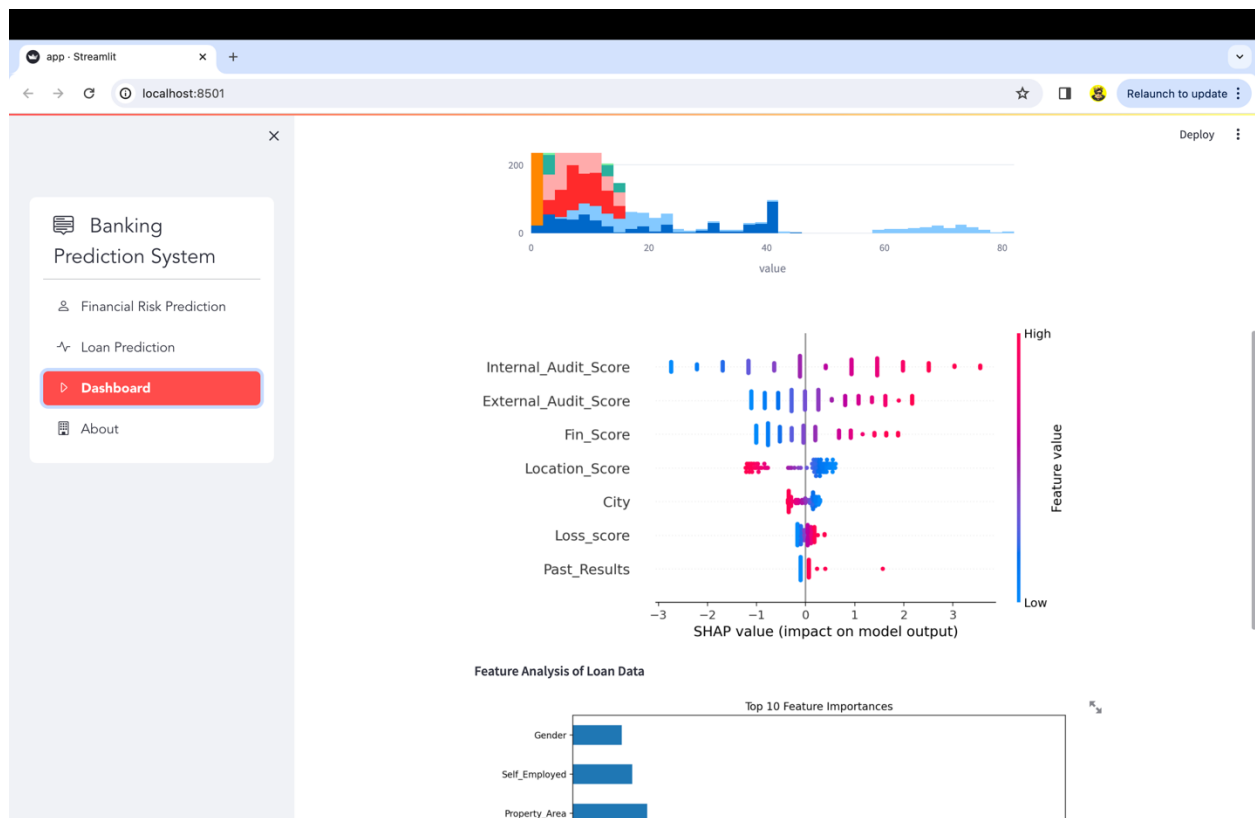 app · Streamlit
localhost:8501
Relaunch to update
Deploy
Banking
Prediction System
Financial Risk Prediction
Loan Prediction
Dashboard
About
200
0
0 20 40 60 80
value
High
Internal_Audit_Score
External_Audit_Score
Fin_Score
Location_Score
City
Loss_score
Past_Results
Feature value
Low
−3 −2 −1 0 1 2 3
SHAP value (impact on model output)
Feature Analysis of Loan Data
Top 10 Feature Importances
Gender
Self_Employed
Property_Area